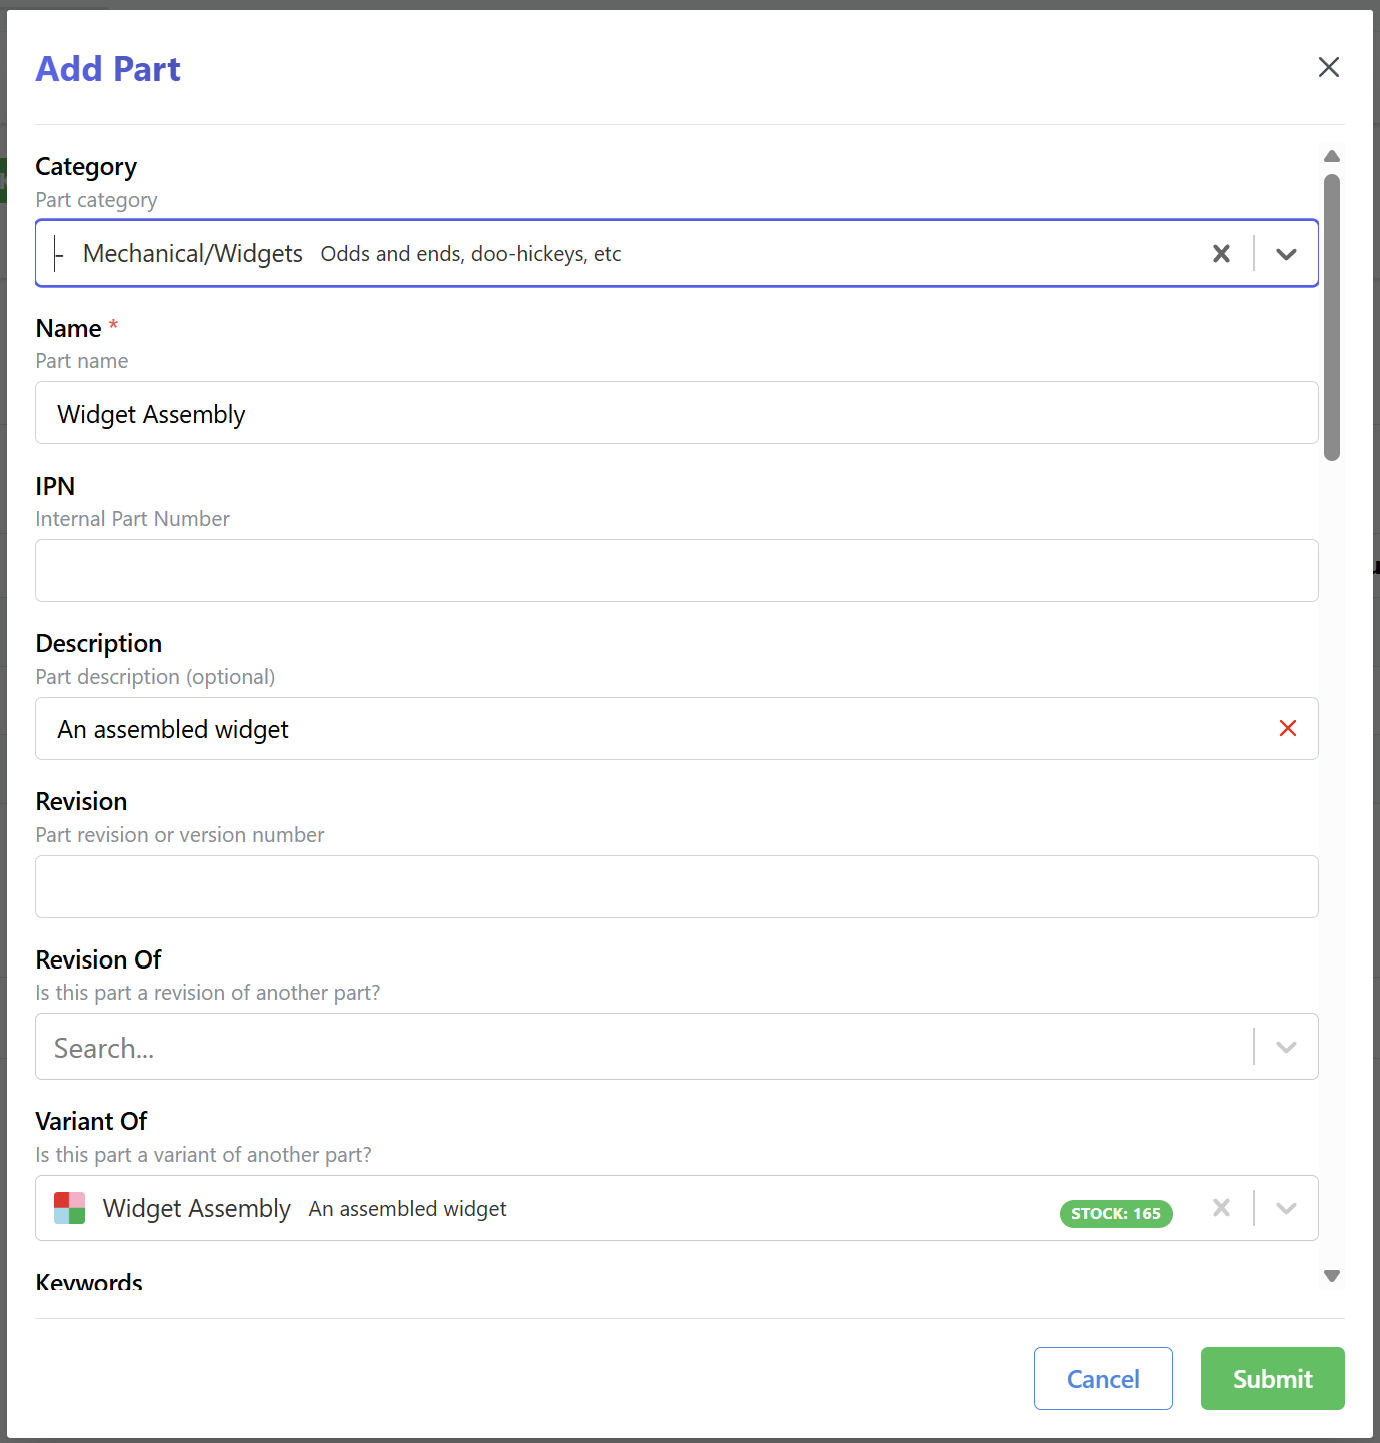 Add Part
Category
Part category
- Mechanical/Widgets Odds and ends, doo-hickeys, etc
Name *
Part name
Widget Assembly
IPN
Internal Part Number
Description
Part description (optional)
An assembled widget
Revision
Part revision or version number
Revision Of
Is this part a revision of another part?
Search...
Variant Of
Is this part a variant of another part?
Widget Assembly An assembled widget STOCK: 165
Keywords
Cancel Submit